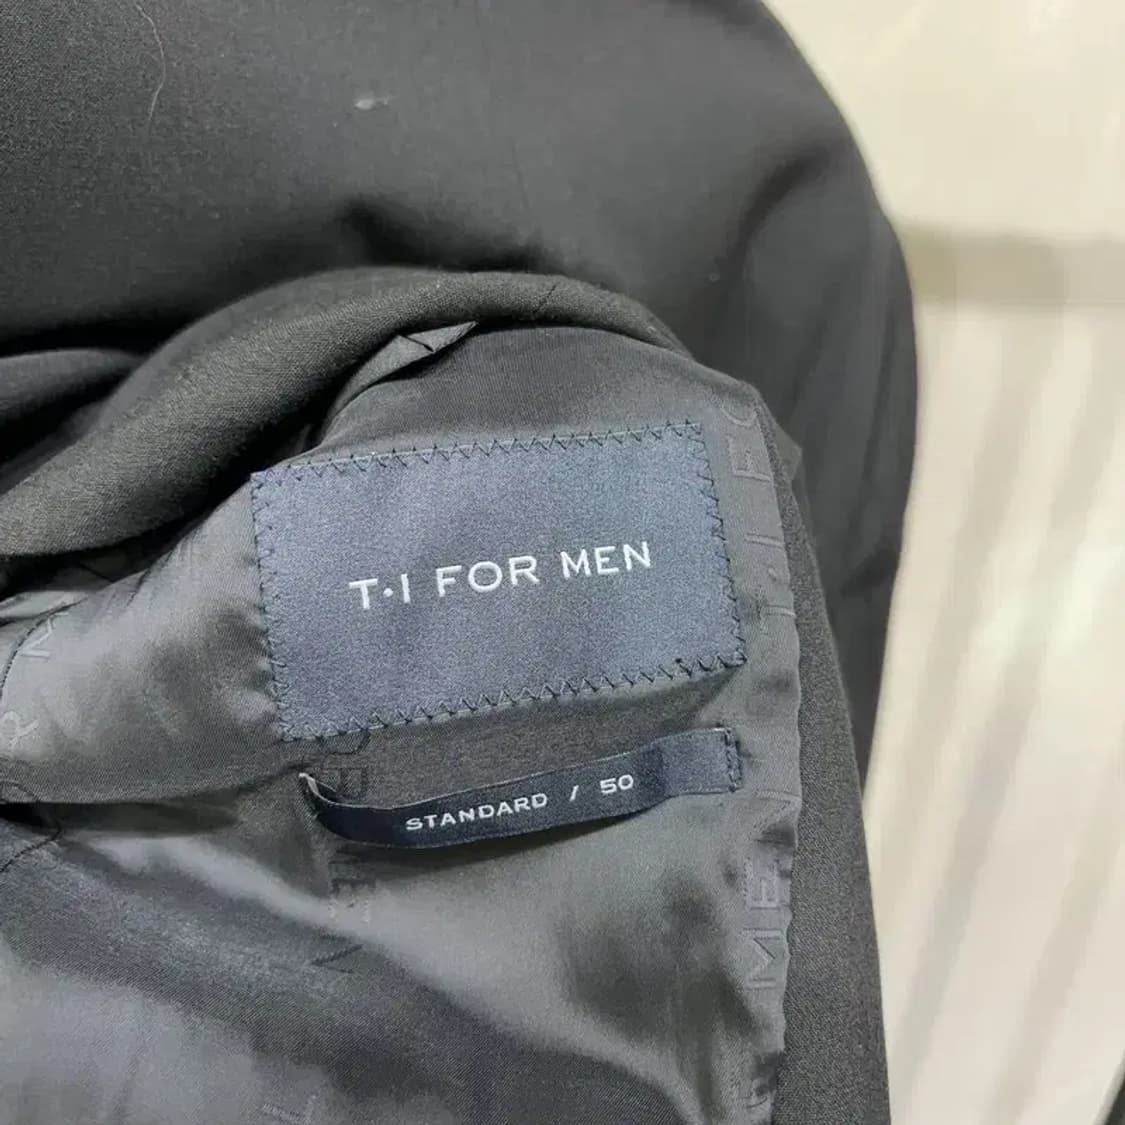 T·I FOR MEN
STANDARD / 50